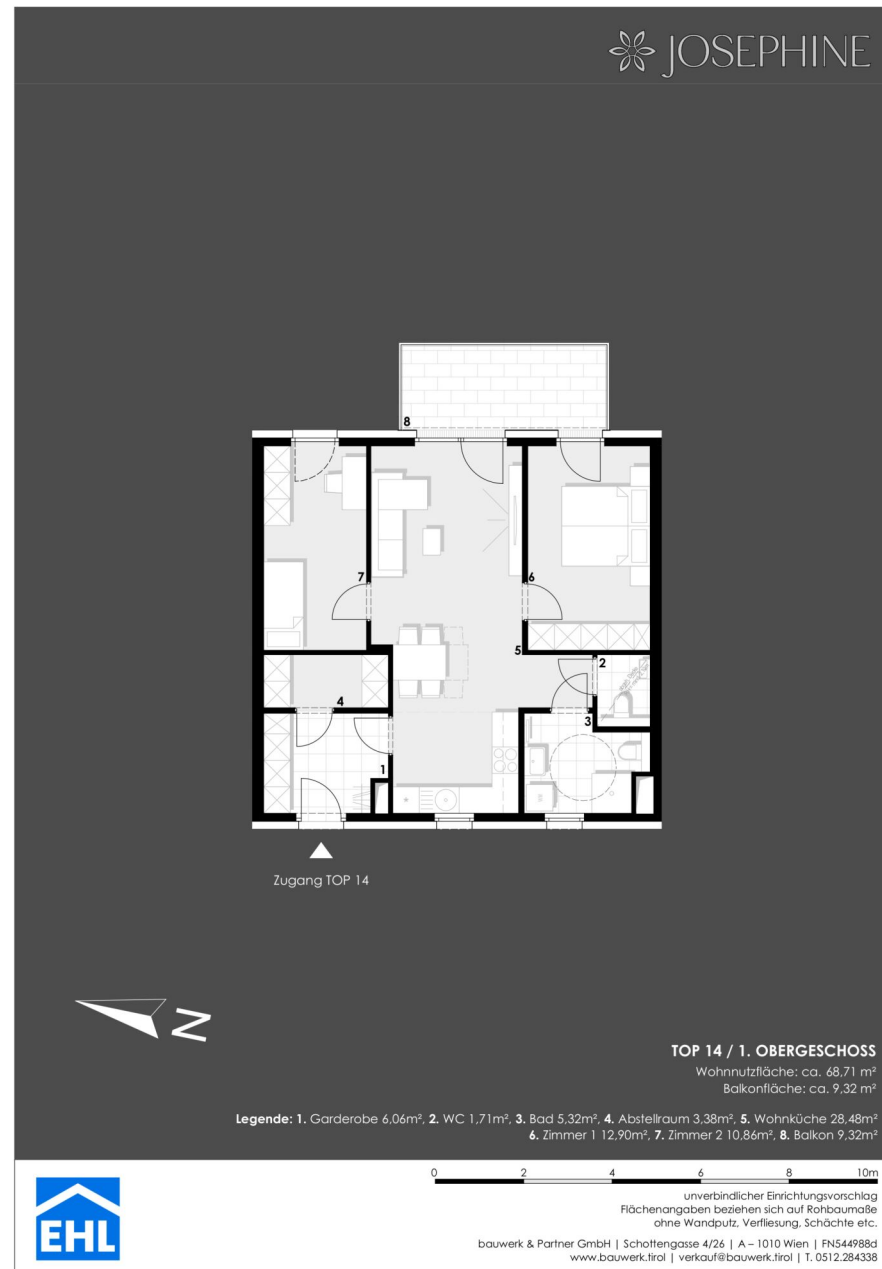 JOSEPHINE
8
7
6
5
2
4
3
1
Zugang TOP 14
N
TOP 14 / 1. OBERGESCHOSS
Wohnnutzfläche: ca. 68,71 m²
Balkonfläche: ca. 9,32 m²
Legende: 1. Garderobe 6,06m², 2. WC 1,71m², 3. Bad 5,32m², 4. Abstellraum 3,38m², 5. Wohnküche 28,48m²
6. Zimmer 1 12,90m², 7. Zimmer 2 10,86m², 8. Balkon 9,32m²
0 2 4 6 8 10m
unverbindlicher Einrichtungsvorschlag
Flächenangaben beziehen sich auf Rohbaumaße
ohne Wandputz, Verfliesung, Schächte etc.
EHL
bauwerk & Partner GmbH | Schottengasse 4/26 | A – 1010 Wien | FN544988d
www.bauwerk.tirol | verkauf@bauwerk.tirol | T. 0512.284338